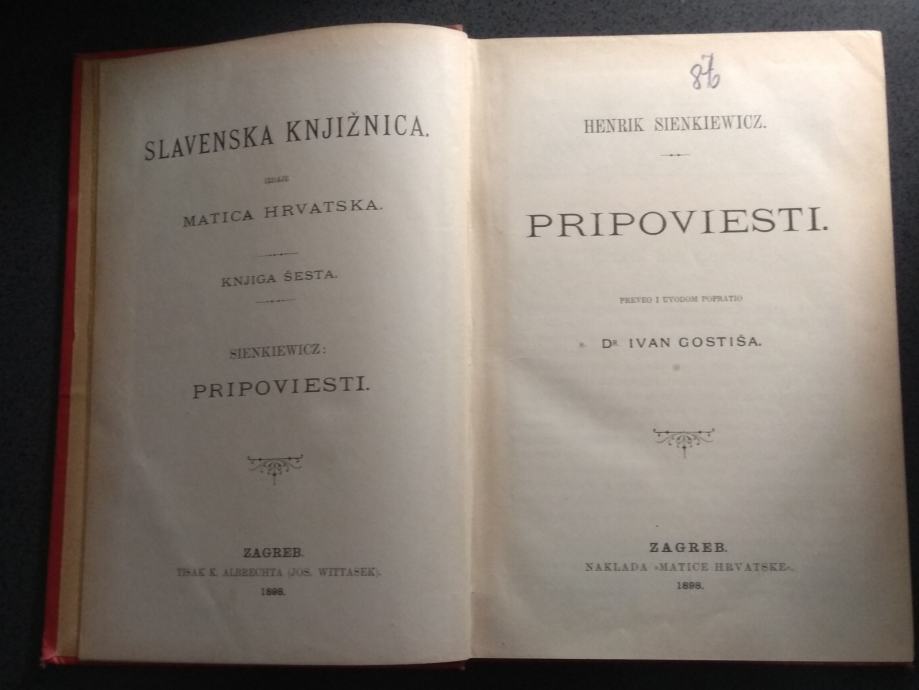 SLAVENSKA KNJIŽNICA.
IZDAJE
MATICA HRVATSKA.
KNJIGA ŠESTA.
SIENKIEWICZ:
PRIPOVIESTI.
ZAGREB.
TISAK K. ALBRECHTA (JOS. WITTASEK).
1898.
HENRIK SIENKIEWICZ.
PRIPOVIESTI.
PREVEO I UVODOM POPRATIO
DR. IVAN GOSTIŠA.
ZAGREB.
NAKLADA »MATICE HRVATSKE«.
1898.